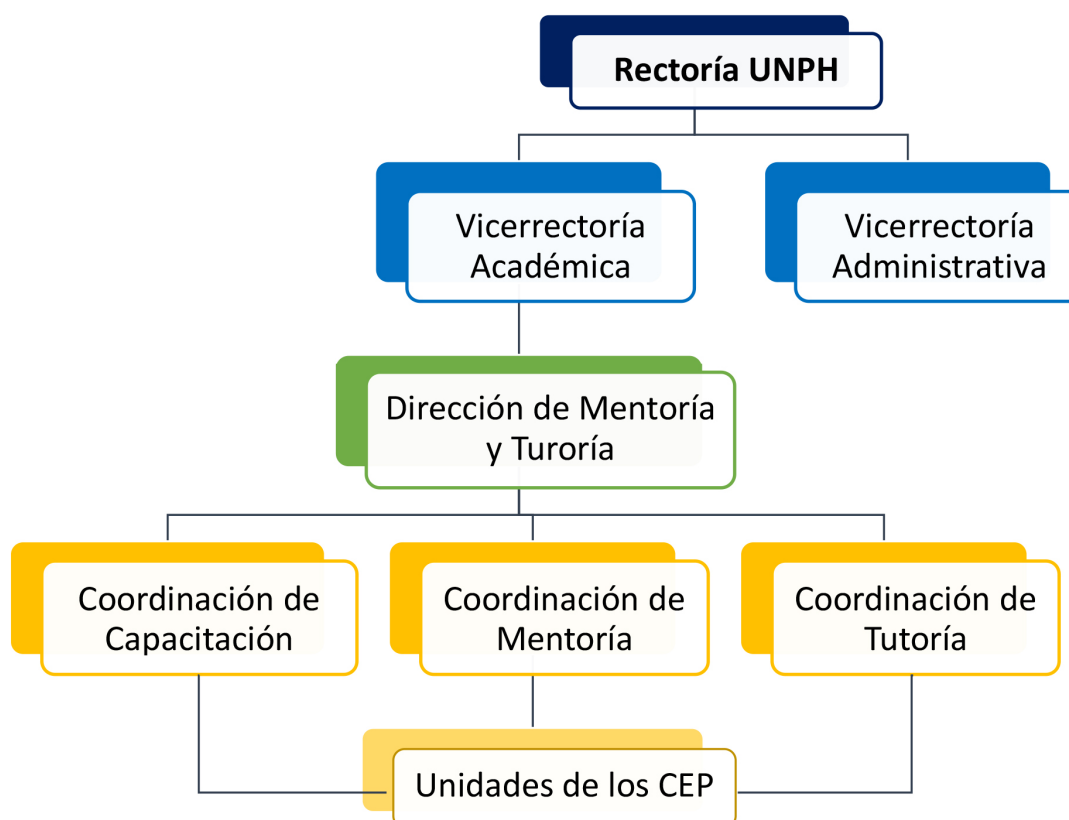 Rectoría UNPH
Vicerrectoría
Académica
Vicerrectoría
Administrativa
Dirección de Mentoría
y Turoría
Coordinación de
Capacitación
Coordinación de
Mentoría
Coordinación de
Tutoría
Unidades de los CEP